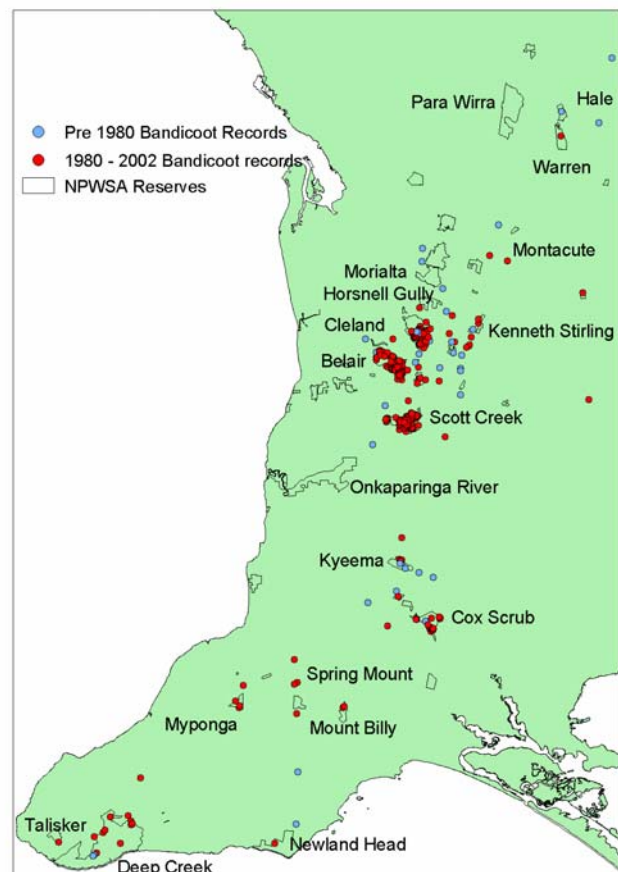 Para Wirra
Hale
Pre 1980 Bandicoot Records
1980 - 2002 Bandicoot records
NPWSA Reserves
Warren
Montacute
Morialta
Horsnell Gully
Cleland
Kenneth Stirling
Belair
Scott Creek
Onkaparinga River
Kyeema
Cox Scrub
Spring Mount
Myponga
Mount Billy
Talisker
Newland Head
Deep Creek